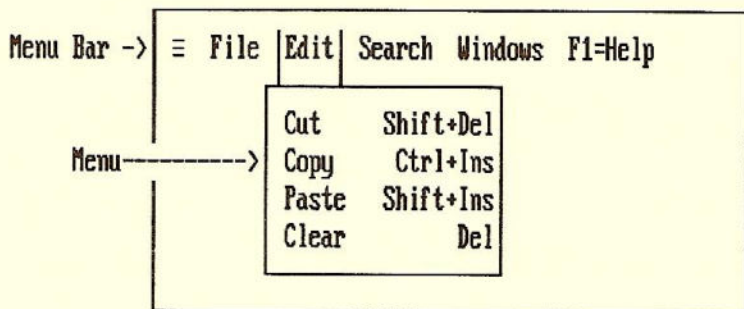 Menu Bar -> ≡ File |Edit| Search Windows F1=Help
Cut Shift+Del
Menu----------> Copy Ctrl+Ins
Paste Shift+Ins
Clear Del